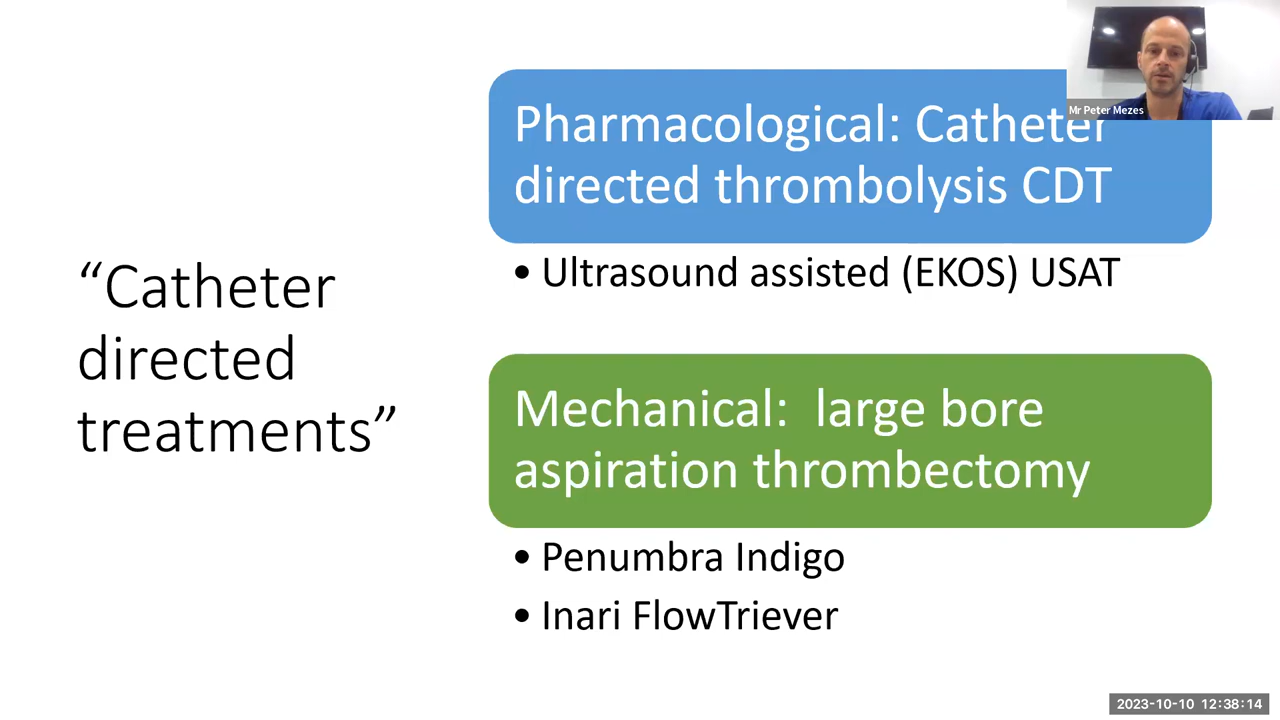 “Catheter
directed
treatments”
Pharmacological: Catheter
directed thrombolysis CDT
• Ultrasound assisted (EKOS) USAT
Mechanical:  large bore
aspiration thrombectomy
• Penumbra Indigo
• Inari FlowTriever
Mr Peter Mezes
2023-10-10 12:38:14